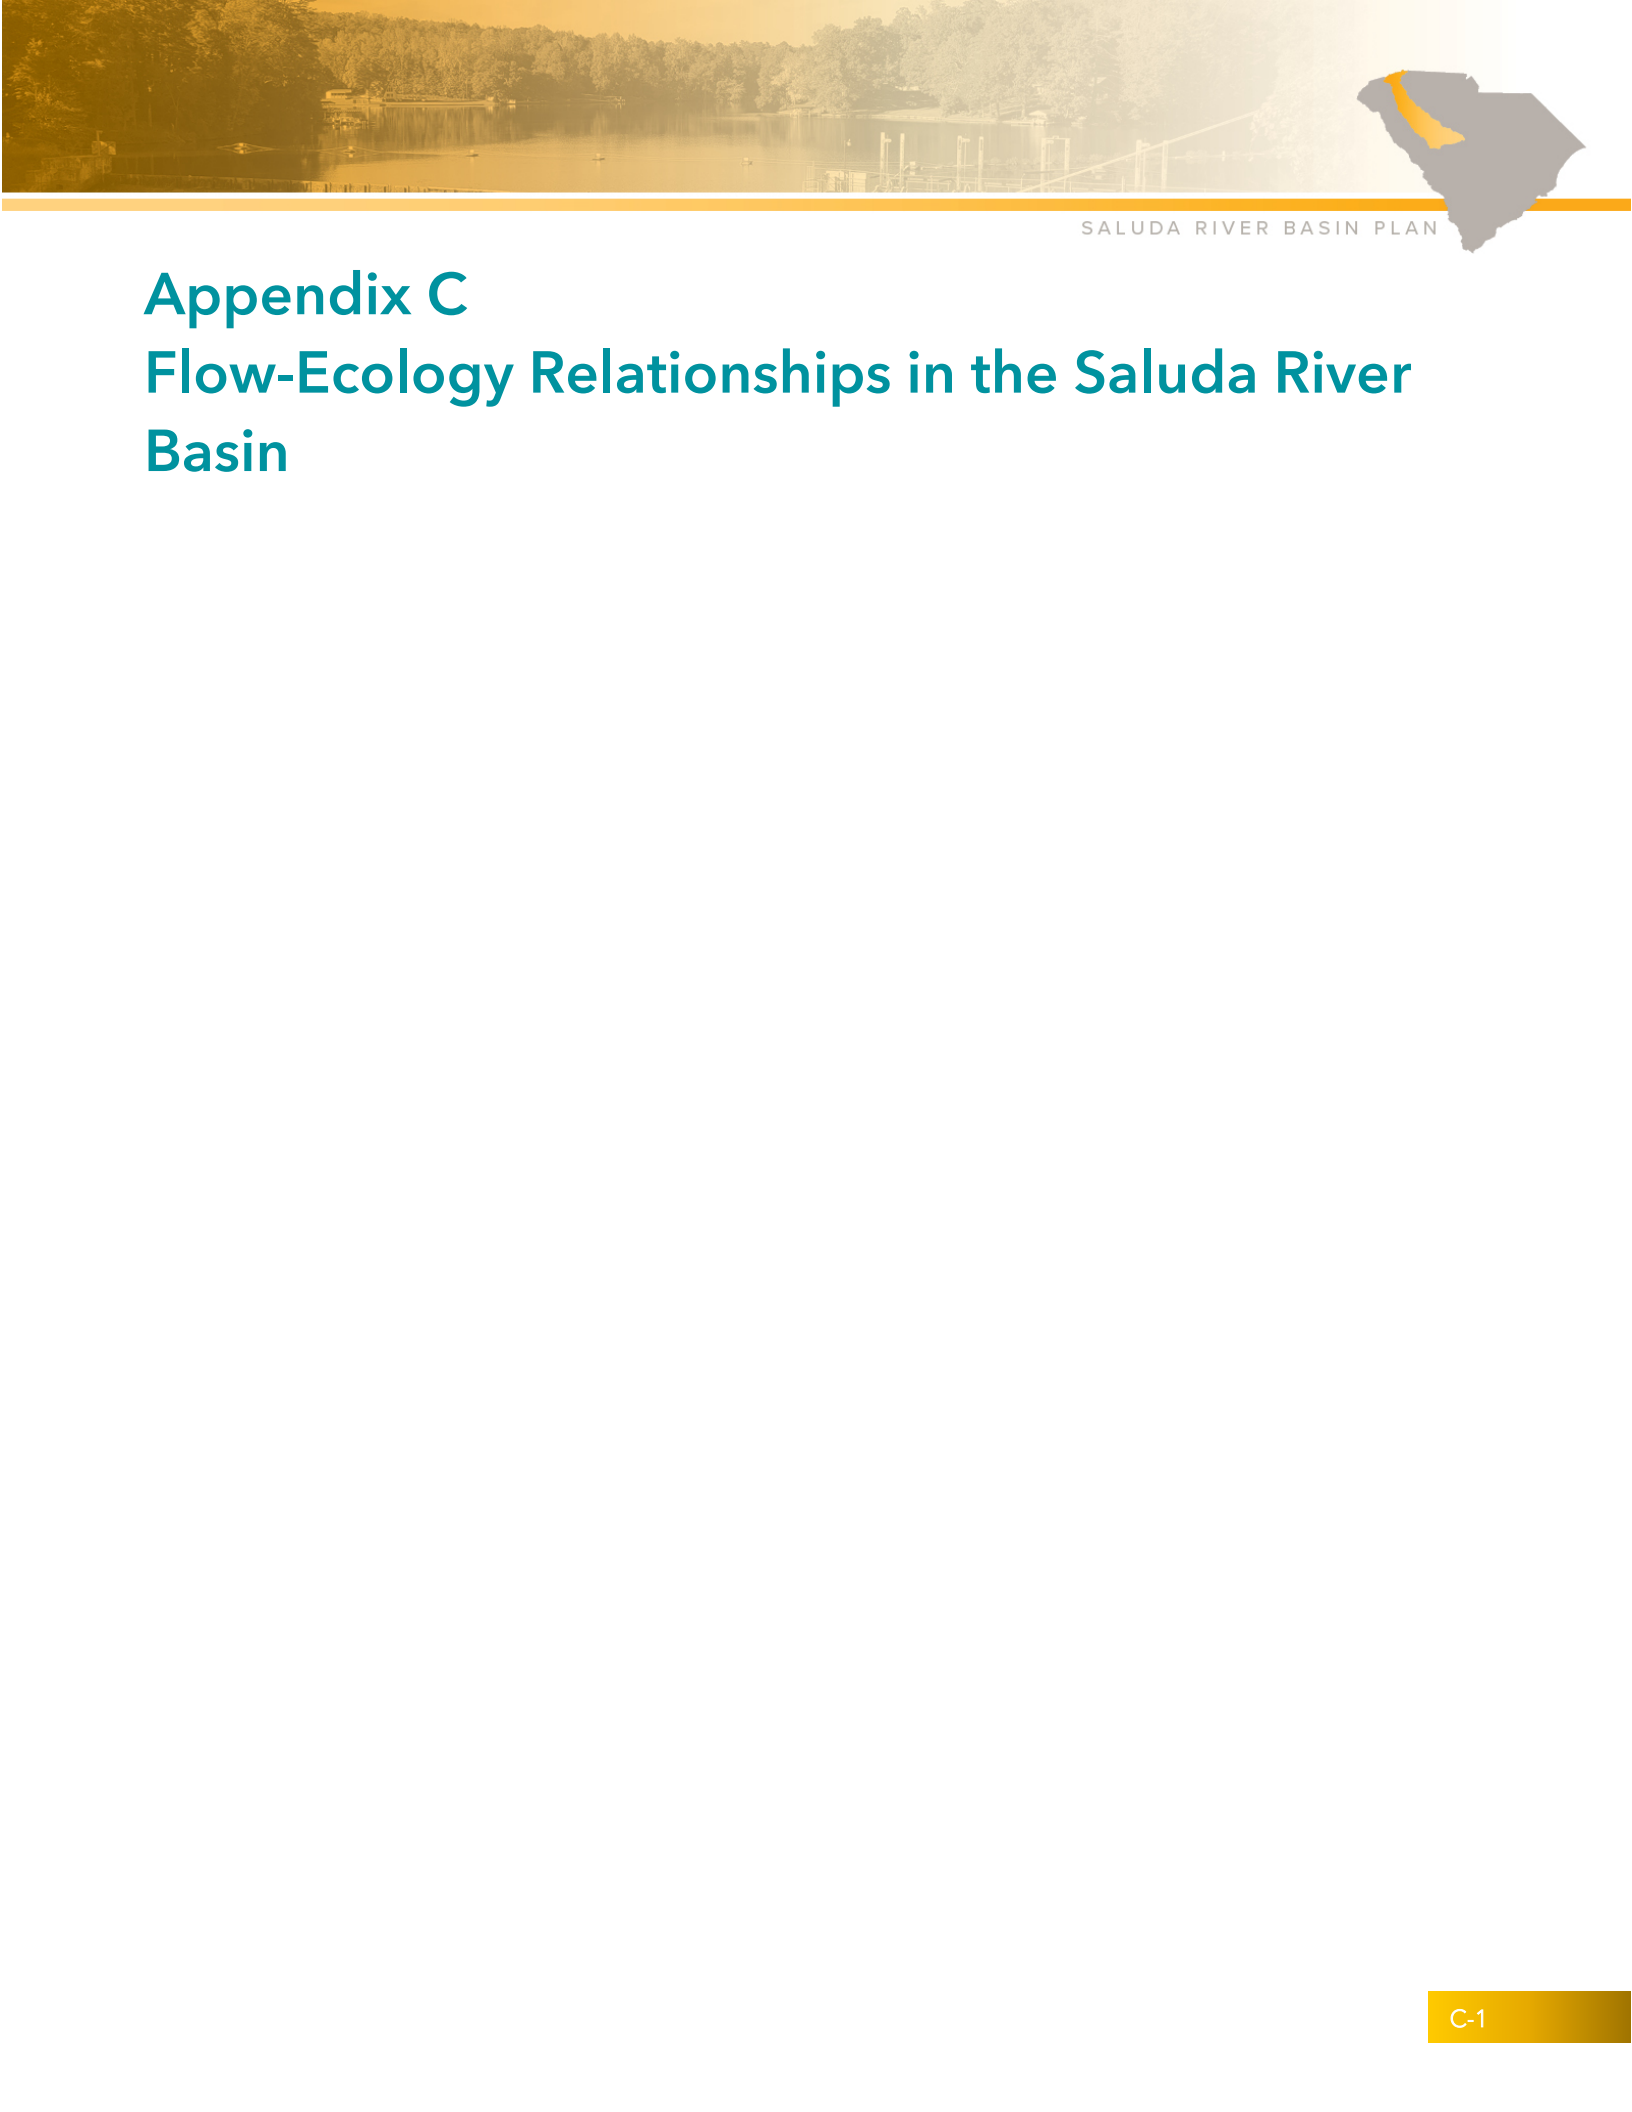 SALUDA RIVER BASIN PLAN
Appendix C
Flow-Ecology Relationships in the Saluda River
Basin
C-1